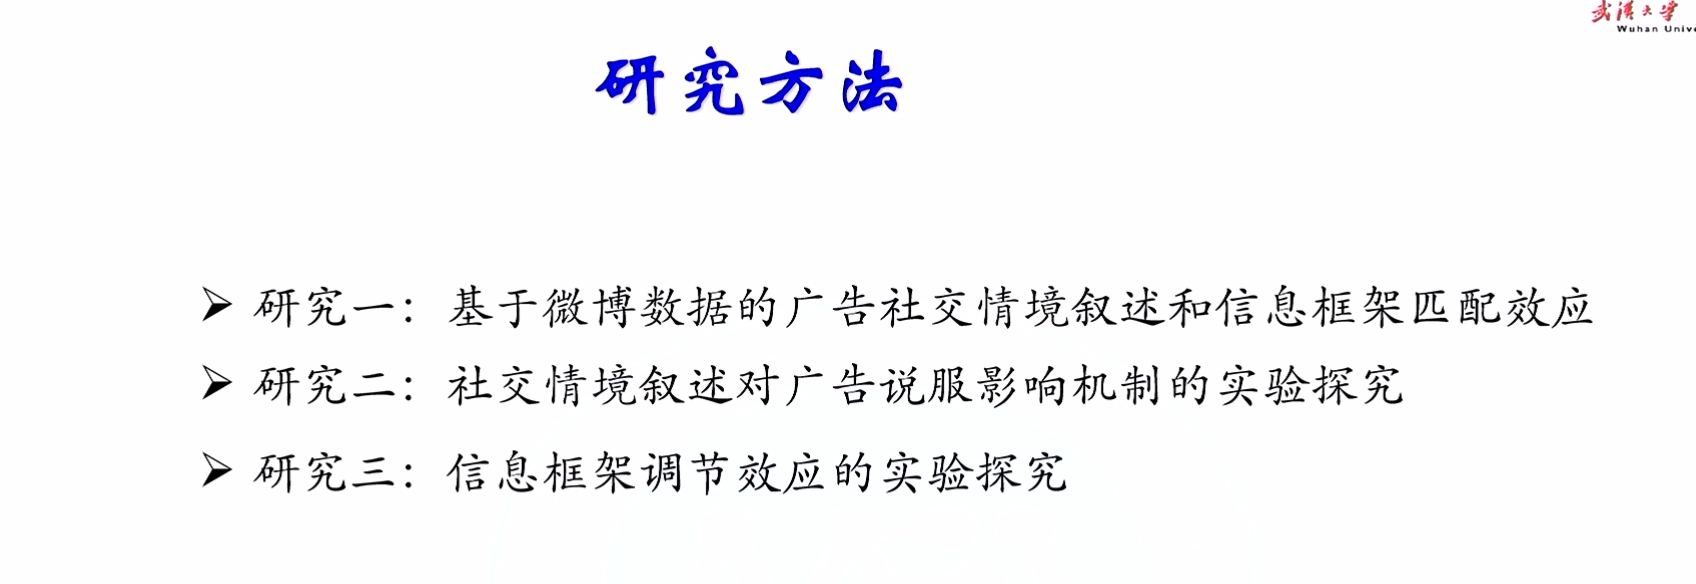 武汉大学
Wuhan Unive
研究方法
➢ 研究一：基于微博数据的广告社交情境叙述和信息框架匹配效应
➢ 研究二：社交情境叙述对广告说服影响机制的实验探究
➢ 研究三：信息框架调节效应的实验探究